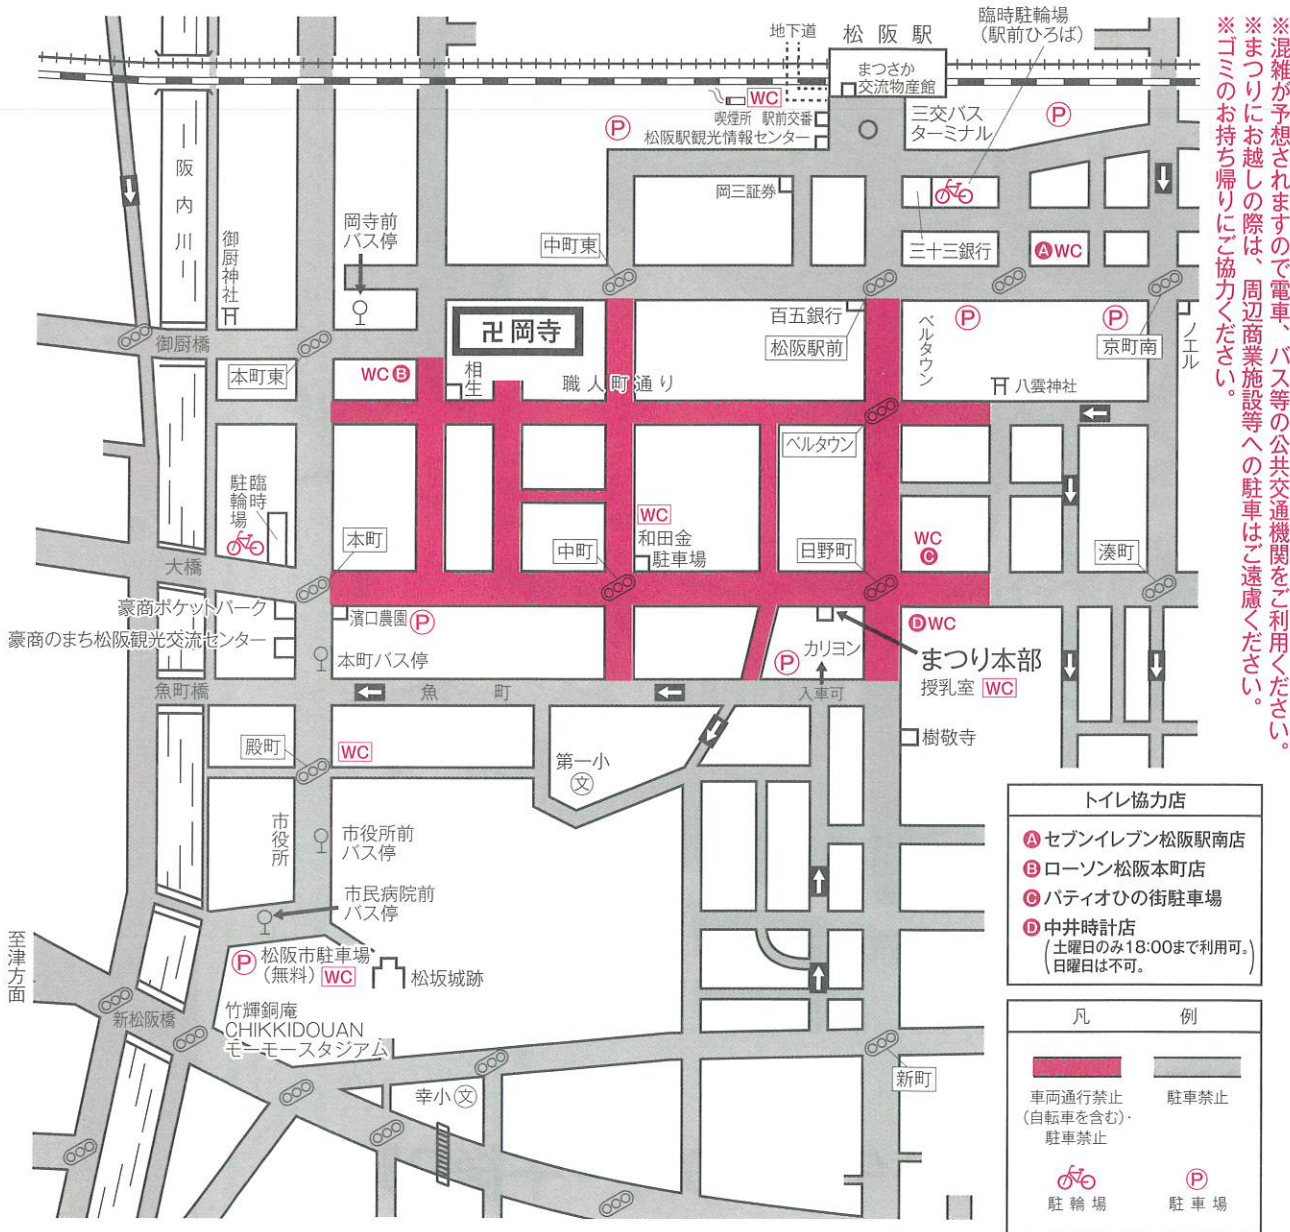 臨時駐輪場
（駅前ひろば）
地下道
松阪駅
まつさか
交流物産館
WC
喫煙所
駅前交番
松阪駅観光情報センター
三交バス
ターミナル
P
P
※混雑が予想されますので電車、バス等の公共交通機関をご利用ください。
※まつりにお越しの際は、周辺商業施設等への駐車はご遠慮ください。
※ゴミのお持ち帰りにご協力ください。
阪内川
御厨神社
岡寺前
バス停
中町東
岡三証券
三十三銀行
A WC
百五銀行
松阪駅前
ベルタウン
P
P
京町南
ノエル
御厨橋
本町東
卍岡寺
WC B
相生
職人町通り
八雲神社
ベルタウン
臨時
駐輪場
本町
中町
WC
和田金
駐車場
日野町
WC
C
湊町
大橋
豪商ポケットパーク
濱口農園 P
豪商のまち松阪観光交流センター
本町バス停
P
カリヨン
D WC
まつり本部
授乳室 WC
魚町橋
魚町
入車可
樹敬寺
殿町
WC
第一小
文
市役所
市役所前
バス停
市民病院前
バス停
至津方面
P 松阪市駐車場
（無料） WC
松坂城跡
新松阪橋
竹輝銅庵
CHIKKIDOUAN
モーモースタジアム
幸小 文
新町
トイレ協力店
A セブンイレブン松阪駅南店
B ローソン松阪本町店
C パティオひの街駐車場
D 中井時計店
（土曜日のみ18:00まで利用可。
日曜日は不可。）
凡例
車両通行禁止
（自転車を含む）・
駐車禁止
駐車禁止
駐輪場
P
駐車場